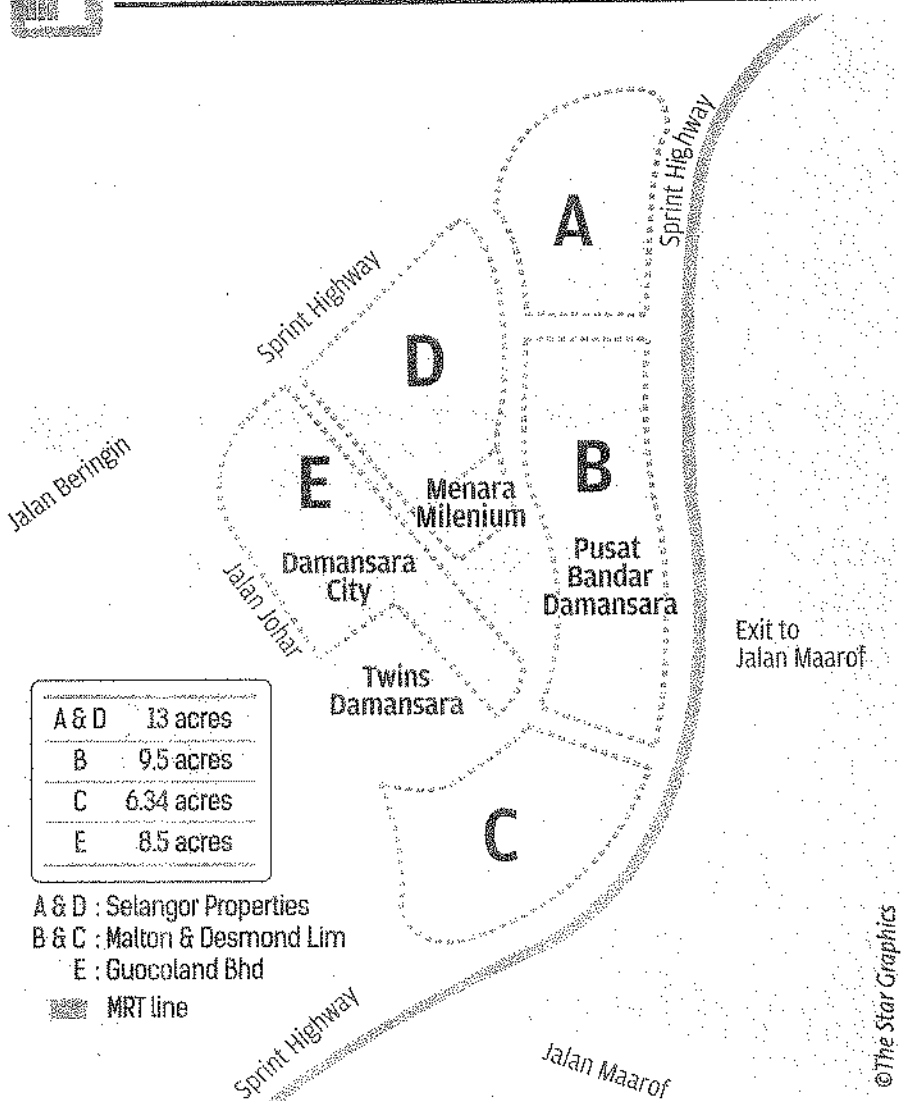 Sprint Highway
A
Sprint Highway
D
B
Jalan Beringin
E
Menara
Milenium
Pusat
Bandar
Damansara
Damansara
City
Jalan Johar
Exit to
Jalan Maarof
Twins
Damansara
A & D 13 acres
B 9.5 acres
C 6.34 acres
E 8.5 acres
C
A & D : Selangor Properties
B & C : Malton & Desmond Lim
E : Guocoland Bhd
MRT line
Sprint Highway
Jalan Maarof
©The Star Graphics